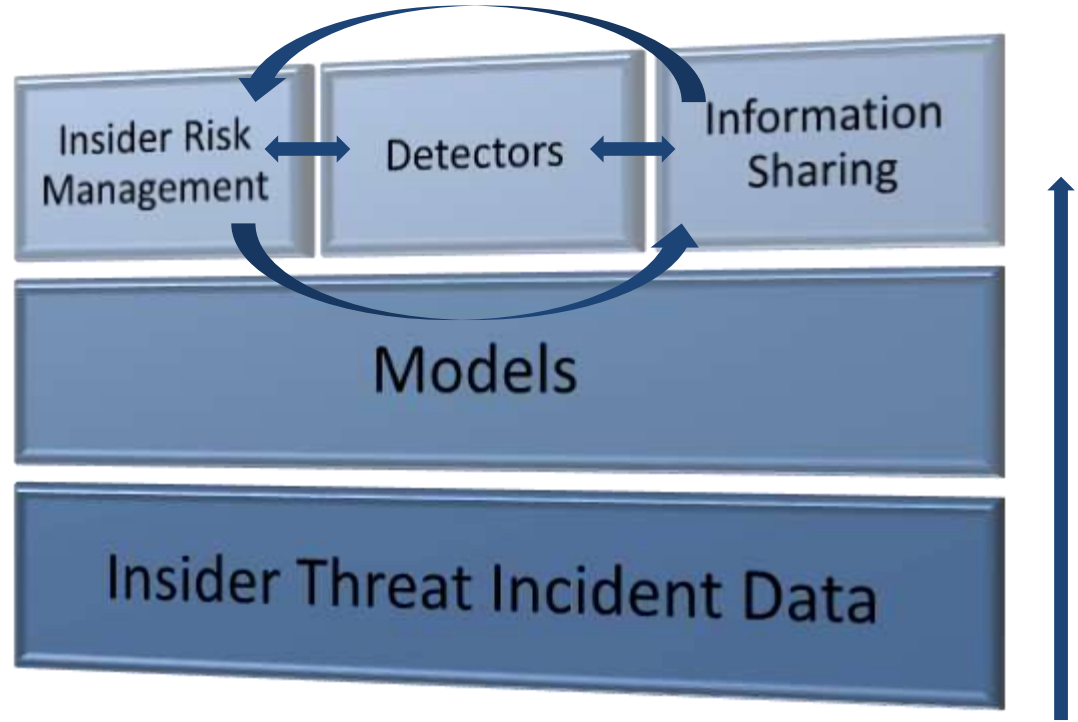 Insider Risk
Management
Detectors
Information
Sharing
Models
Insider Threat Incident Data